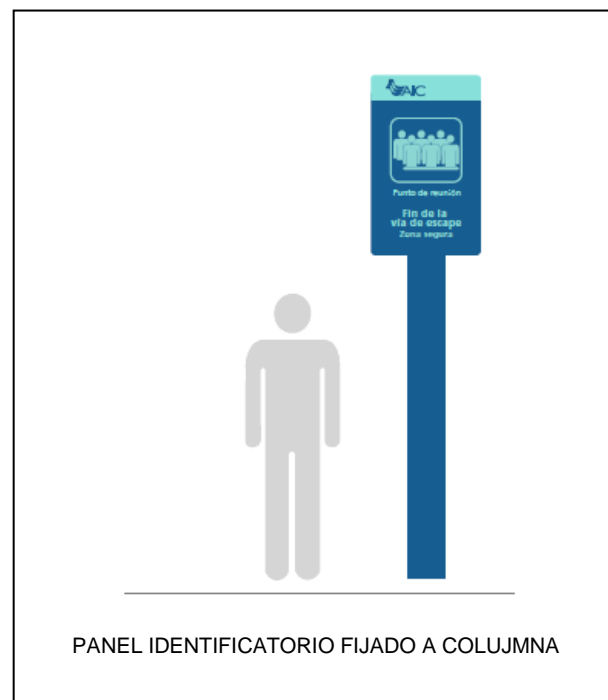 AIC
Punto de reunión
Fin de la
vía de escape
Zona segura
PANEL IDENTIFICATORIO FIJADO A COLUJMNA